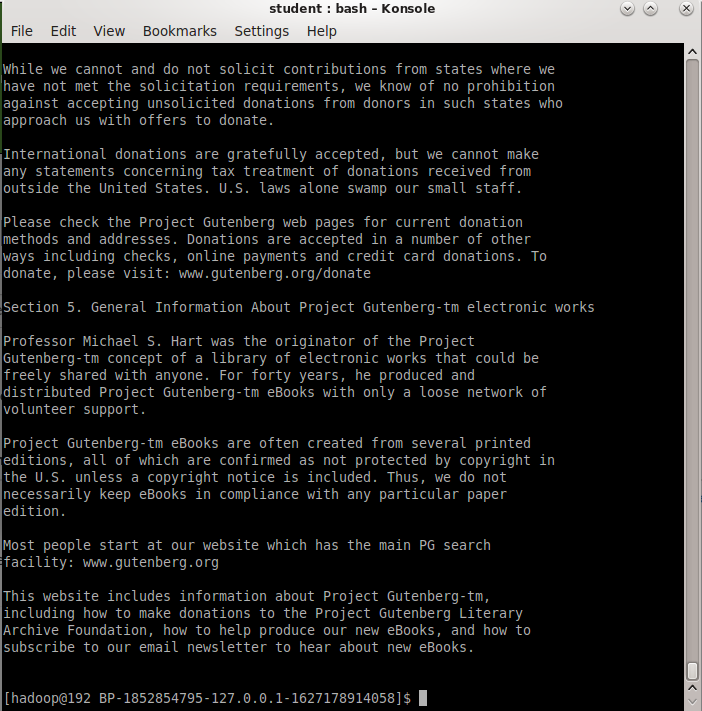 student : bash – Konsole
File Edit View Bookmarks Settings Help
While we cannot and do not solicit contributions from states where we
have not met the solicitation requirements, we know of no prohibition
against accepting unsolicited donations from donors in such states who
approach us with offers to donate.
International donations are gratefully accepted, but we cannot make
any statements concerning tax treatment of donations received from
outside the United States. U.S. laws alone swamp our small staff.
Please check the Project Gutenberg web pages for current donation
methods and addresses. Donations are accepted in a number of other
ways including checks, online payments and credit card donations. To
donate, please visit: www.gutenberg.org/donate
Section 5. General Information About Project Gutenberg-tm electronic works
Professor Michael S. Hart was the originator of the Project
Gutenberg-tm concept of a library of electronic works that could be
freely shared with anyone. For forty years, he produced and
distributed Project Gutenberg-tm eBooks with only a loose network of
volunteer support.
Project Gutenberg-tm eBooks are often created from several printed
editions, all of which are confirmed as not protected by copyright in
the U.S. unless a copyright notice is included. Thus, we do not
necessarily keep eBooks in compliance with any particular paper
edition.
Most people start at our website which has the main PG search
facility: www.gutenberg.org
This website includes information about Project Gutenberg-tm,
including how to make donations to the Project Gutenberg Literary
Archive Foundation, how to help produce our new eBooks, and how to
subscribe to our email newsletter to hear about new eBooks.
[hadoop@192 BP-1852854795-127.0.0.1-1627178914058]$